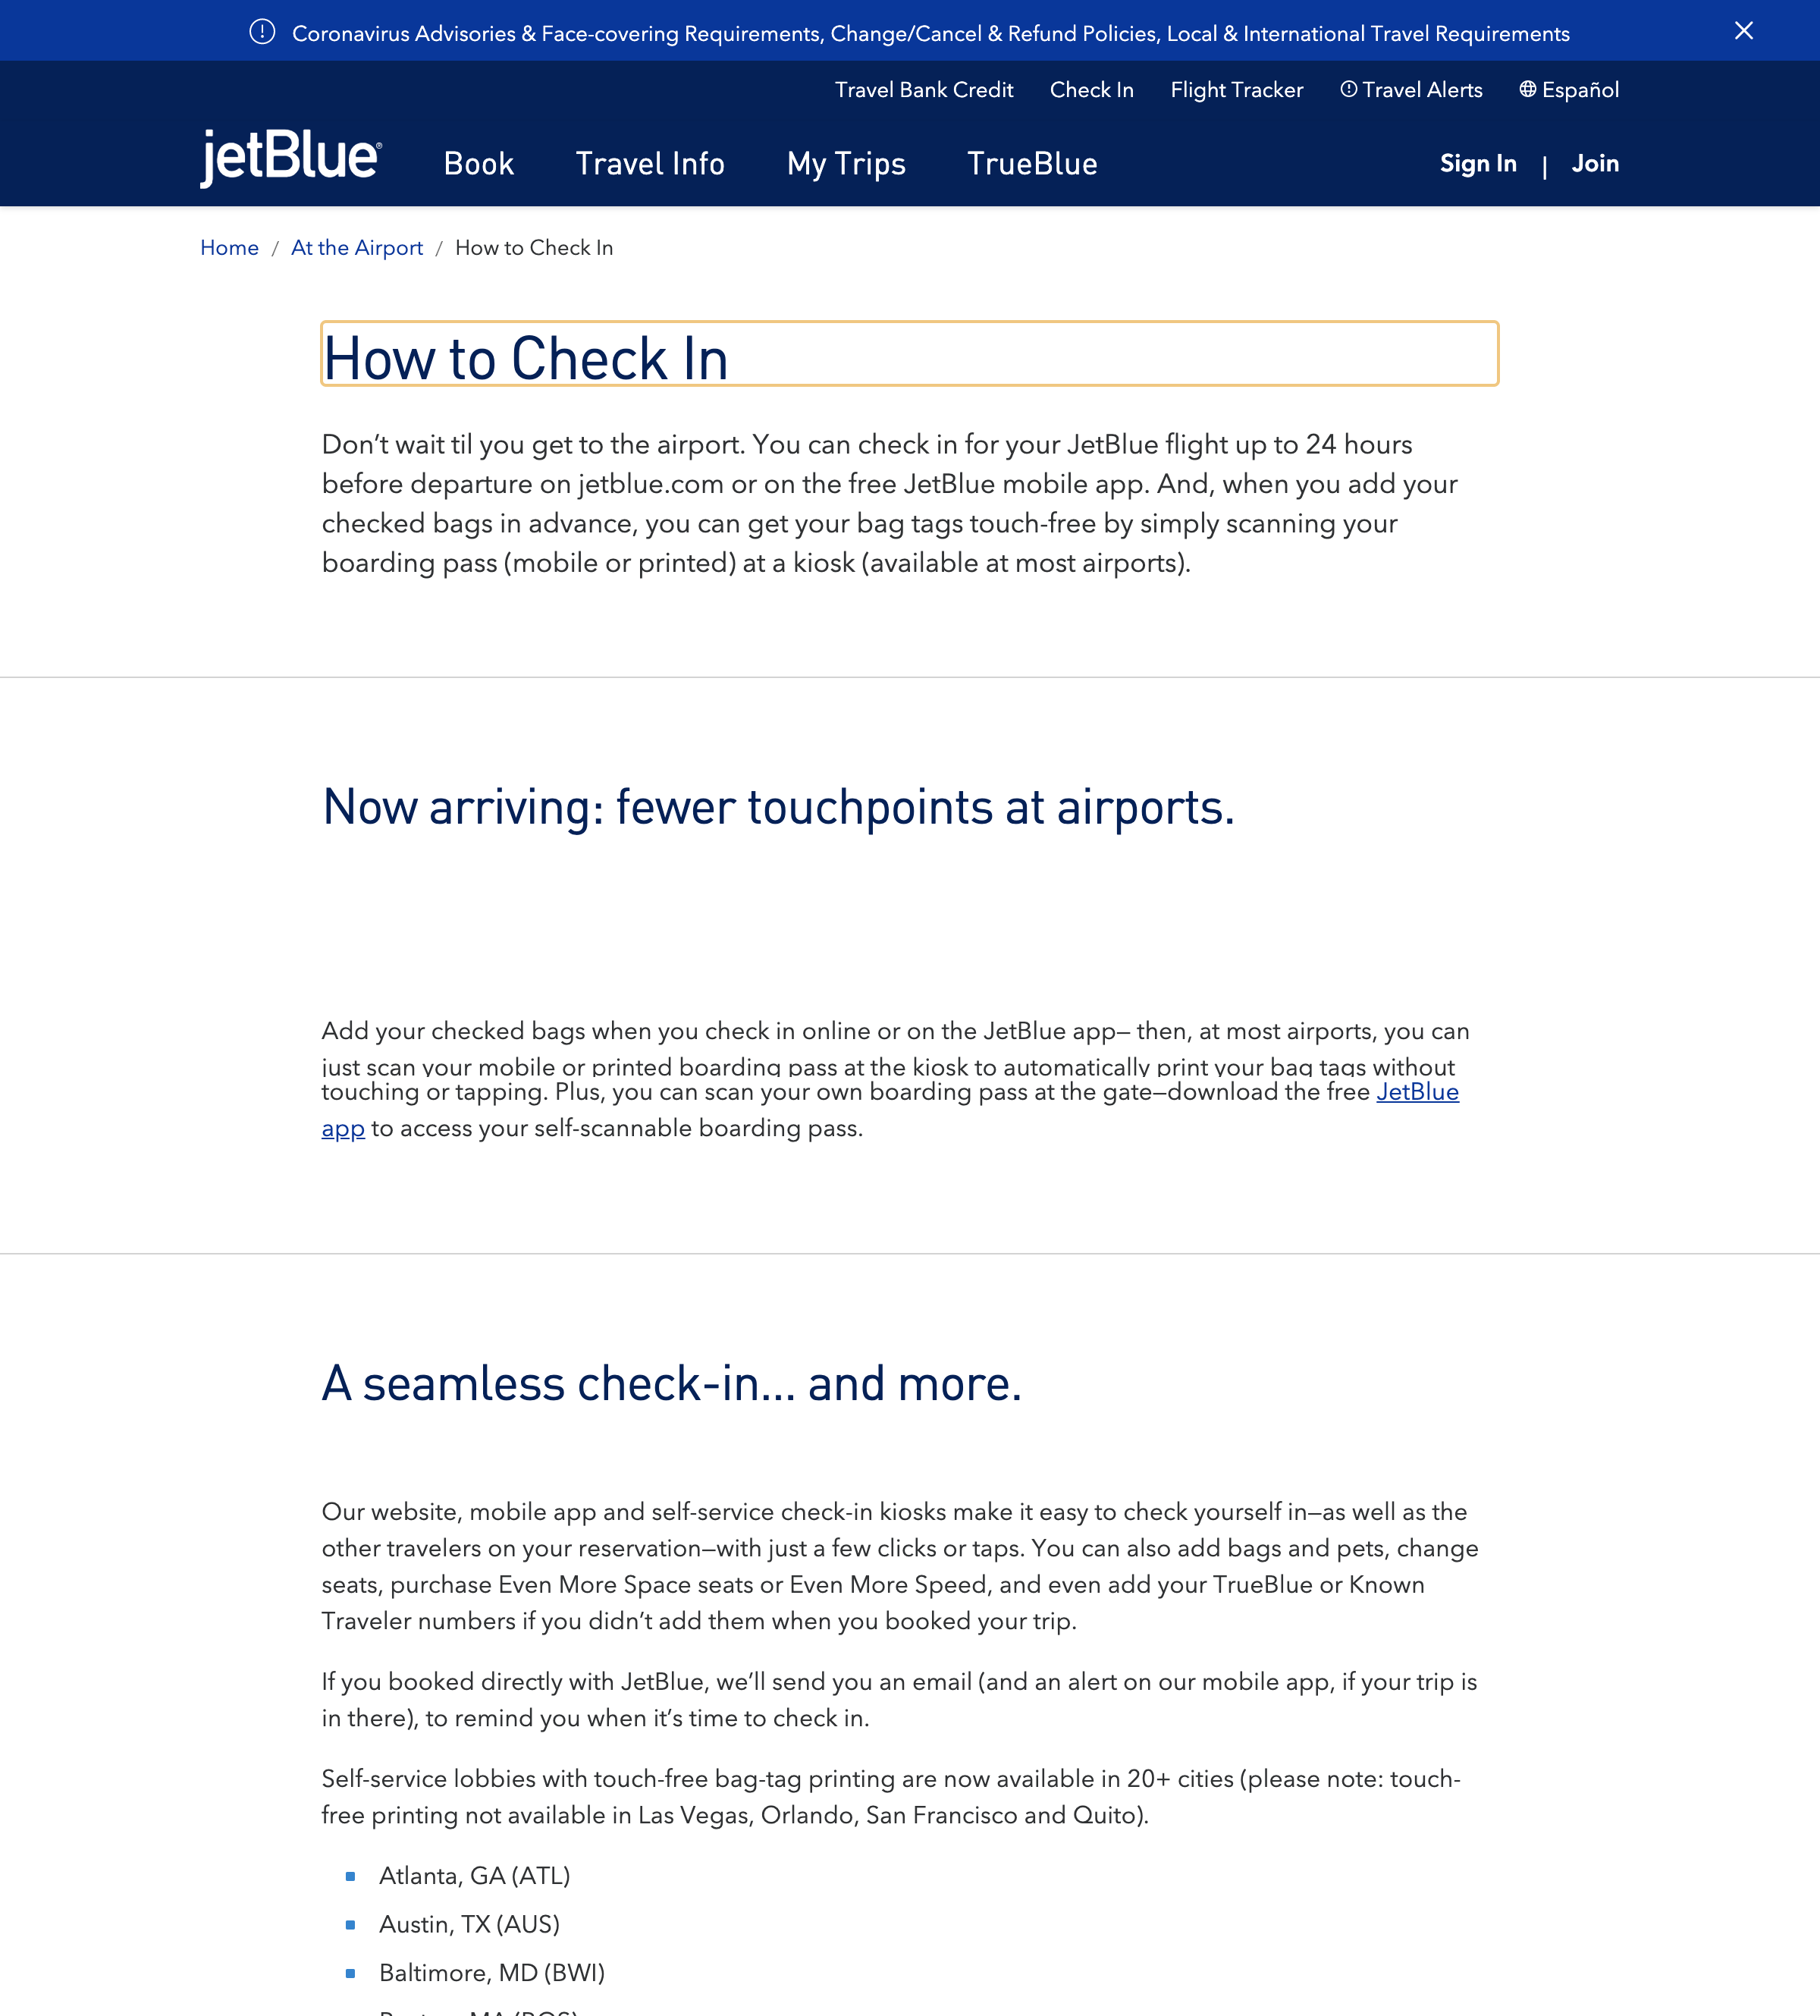 Coronavirus Advisories & Face-covering Requirements, Change/Cancel & Refund Policies, Local & International Travel Requirements
Travel Bank Credit Check In Flight Tracker Travel Alerts Español
jetBlue® Book Travel Info My Trips TrueBlue Sign In | Join
Home / At the Airport / How to Check In
How to Check In
Don’t wait til you get to the airport. You can check in for your JetBlue flight up to 24 hours
before departure on jetblue.com or on the free JetBlue mobile app. And, when you add your
checked bags in advance, you can get your bag tags touch-free by simply scanning your
boarding pass (mobile or printed) at a kiosk (available at most airports).
Now arriving: fewer touchpoints at airports.
Add your checked bags when you check in online or on the JetBlue app— then, at most airports, you can
just scan your mobile or printed boarding pass at the kiosk to automatically print your bag tags without
touching or tapping. Plus, you can scan your own boarding pass at the gate—download the free JetBlue
app to access your self-scannable boarding pass.
A seamless check-in... and more.
Our website, mobile app and self-service check-in kiosks make it easy to check yourself in—as well as the
other travelers on your reservation—with just a few clicks or taps. You can also add bags and pets, change
seats, purchase Even More Space seats or Even More Speed, and even add your TrueBlue or Known
Traveler numbers if you didn’t add them when you booked your trip.
If you booked directly with JetBlue, we’ll send you an email (and an alert on our mobile app, if your trip is
in there), to remind you when it’s time to check in.
Self-service lobbies with touch-free bag-tag printing are now available in 20+ cities (please note: touch-
free printing not available in Las Vegas, Orlando, San Francisco and Quito).
Atlanta, GA (ATL)
Austin, TX (AUS)
Baltimore, MD (BWI)